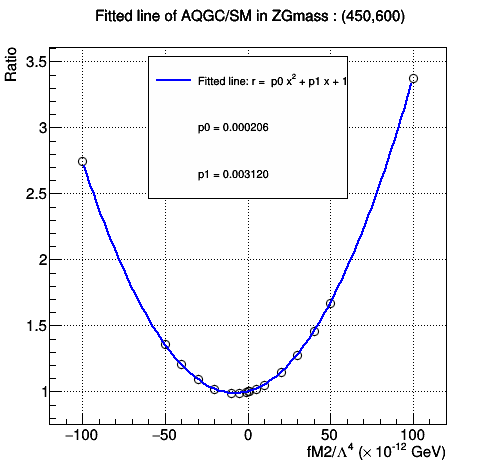 Fitted line of AQGC/SM in ZGmass : (450,600)
Ratio
3.5
3
2.5
2
1.5
1
Fitted line: r = p0 x² + p1 x + 1
p0 = 0.000206
p1 = 0.003120
−100 −50 0 50 100
fM2/Λ⁴ (× 10⁻¹² GeV)